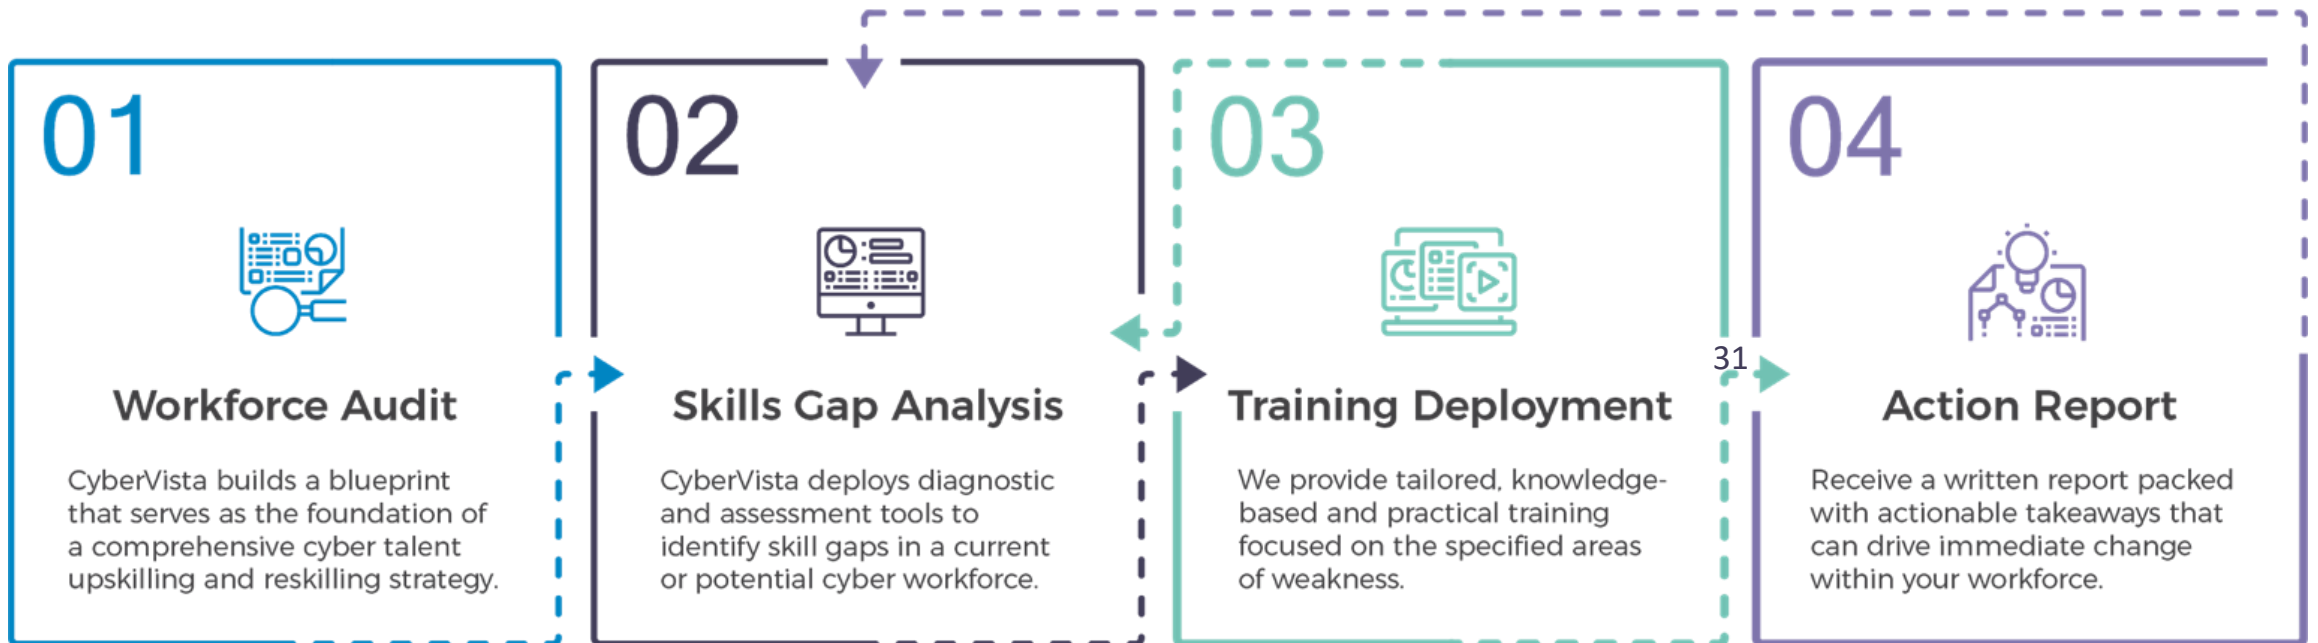 01
Workforce Audit
CyberVista builds a blueprint
that serves as the foundation of
a comprehensive cyber talent
upskilling and reskilling strategy.
02
Skills Gap Analysis
CyberVista deploys diagnostic
and assessment tools to
identify skill gaps in a current
or potential cyber workforce.
03
Training Deployment
We provide tailored, knowledge-
based and practical training
focused on the specified areas
of weakness.
31
04
Action Report
Receive a written report packed
with actionable takeaways that
can drive immediate change
within your workforce.